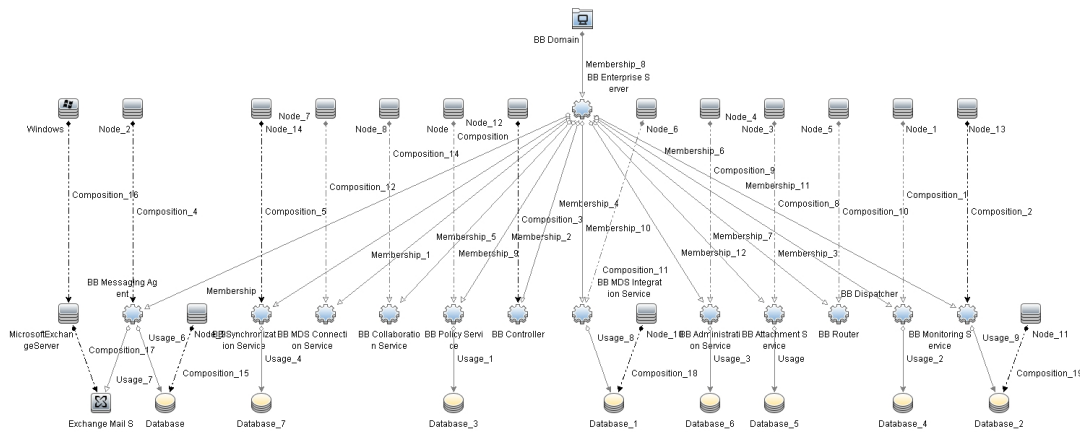 BB Domain
Membership_8
BB Enterprise S
erver
Windows
Node_2
Node_7
Node_14
Node_8
Node
Node_12
Composition
Node_6
Node_4
Node_3
Node_5
Node_1
Node_13
Composition_14
Membership_6
Composition_9
Membership_11
Composition_16
Composition_12
Composition_1
Composition_4
Composition_5
Composition_3
Membership_4
Membership_10
Composition_8
Composition_10
Composition_2
Membership_5
Membership_2
Membership_7
Membership_1
Membership_9
Membership_12
Membership_3
Composition_11
BB MDS Integrat
ion Service
BB Messaging Ag
ent
Membership
BB Dispatcher
MicrosoftExchan
geServer
BB MDS Connecti
on Service
BB Collaboratio
n Service
BB Policy Servi
ce
BB Controller
BB Administrati
on Service
BB Attachment S
ervice
BB Router
BB Monitoring S
ervice
Node_11
Composition_17
Usage_6
ion Service
Usage_4
Usage_1
Usage_8
Usage_3
Usage
Usage_2
Usage_9
Usage_7
Composition_15
Composition_18
Composition_19
Exchange Mail S
Database
Database_7
Database_3
Database_1
Database_6
Database_5
Database_4
Database_2